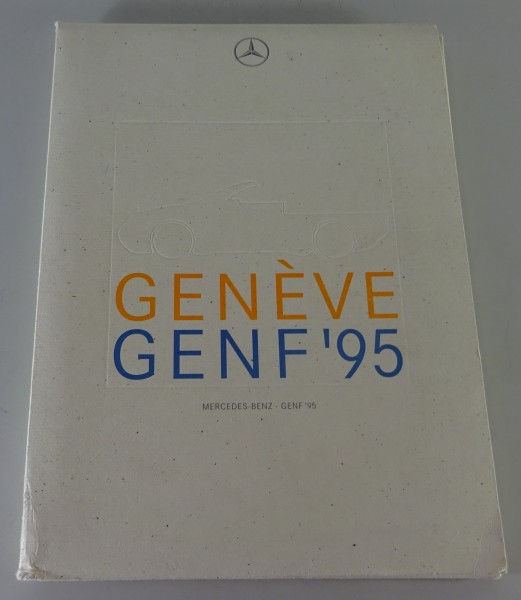 GENÈVE
GENF '95
MERCEDES-BENZ - GENF '95